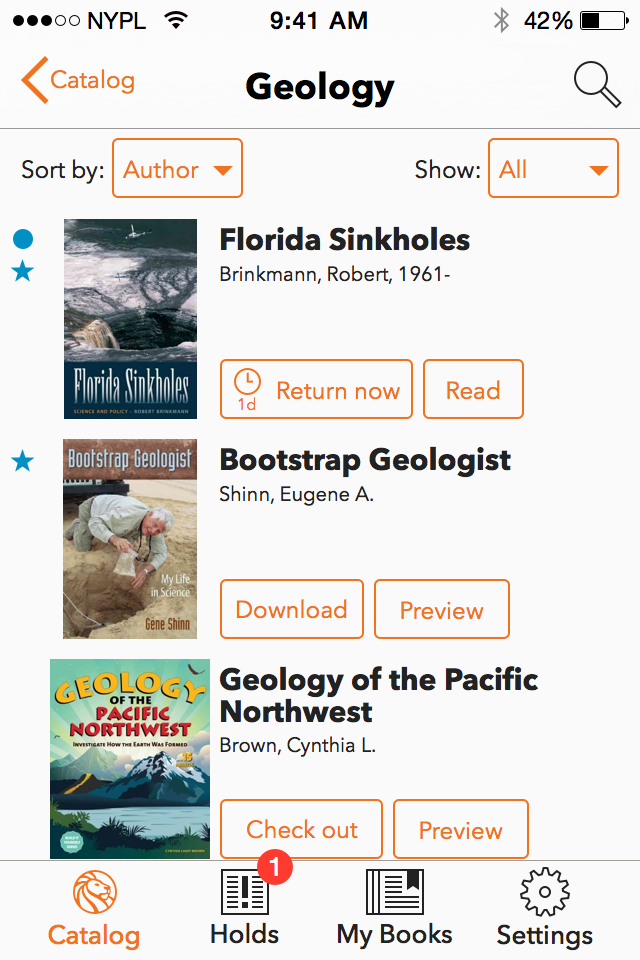 NYPL
9:41 AM
42%
Catalog
Geology
Sort by: Author
Show: All
Florida Sinkholes
Brinkmann, Robert, 1961-
Florida Sinkholes
SCIENCE AND POLICY · ROBERT BRINKMANN
1d
Return now
Read
Bootstrap Geologist
Bootstrap Geologist
Shinn, Eugene A.
My Life
in Science
Gene Shinn
Download
Preview
GEOLOGY
OF THE
PACIFIC
NORTHWEST
INVESTIGATE HOW THE EARTH WAS FORMED
15
Geology of the Pacific
Northwest
Brown, Cynthia L.
Check out
Preview
1
Catalog
Holds
My Books
Settings